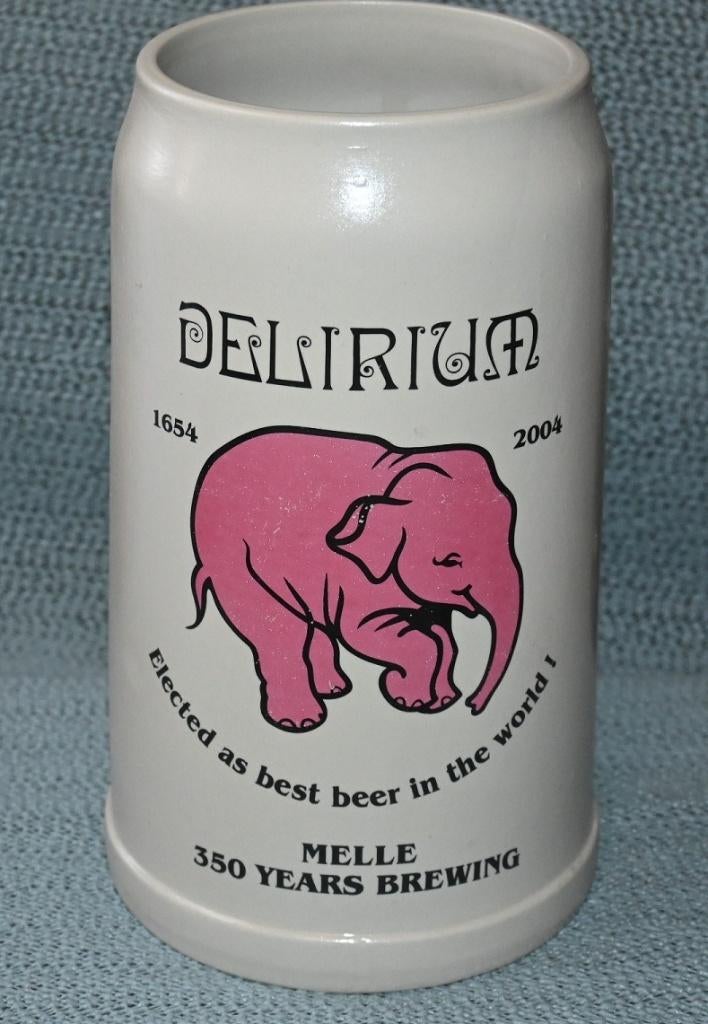 DELIRIUM
1654 2004
Elected as best beer in the world !
MELLE
350 YEARS BREWING